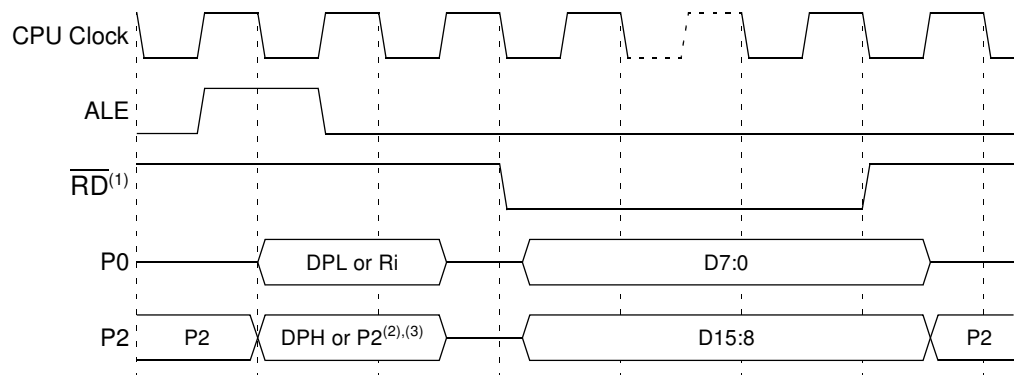 CPU Clock
ALE
RD(1)
P0 DPL or Ri D7:0
P2 P2 DPH or P2(2),(3) D15:8 P2